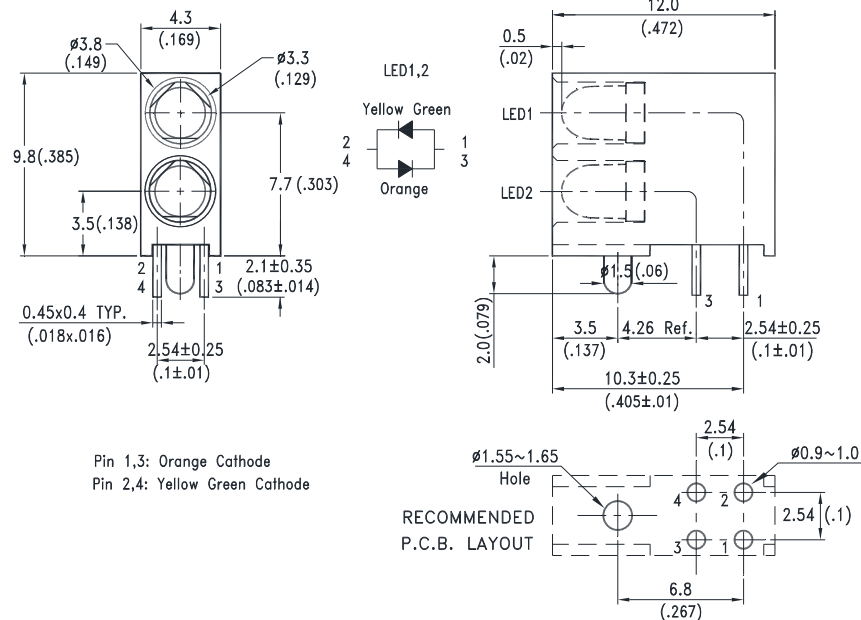 4.3
(.169)
ø3.8
(.149)
ø3.3
(.129)
9.8(.385)
7.7 (.303)
3.5(.138)
2 1
4 3
2.1±0.35
(.083±.014)
0.45x0.4 TYP.
(.018x.016)
2.54±0.25
(.1±.01)
LED1,2
Yellow Green
2 1
4 3
Orange
12.0
(.472)
0.5
(.02)
LED1
LED2
ø1.5(.06)
3 1
2.0(.079)
3.5
(.137)
4.26 Ref.
2.54±0.25
(.1±.01)
10.3±0.25
(.405±.01)
Pin 1,3: Orange Cathode
Pin 2,4: Yellow Green Cathode
2.54
(.1)
ø1.55~1.65
Hole
ø0.9~1.0
4 2
2.54 (.1)
3 1
RECOMMENDED
P.C.B. LAYOUT
6.8
(.267)